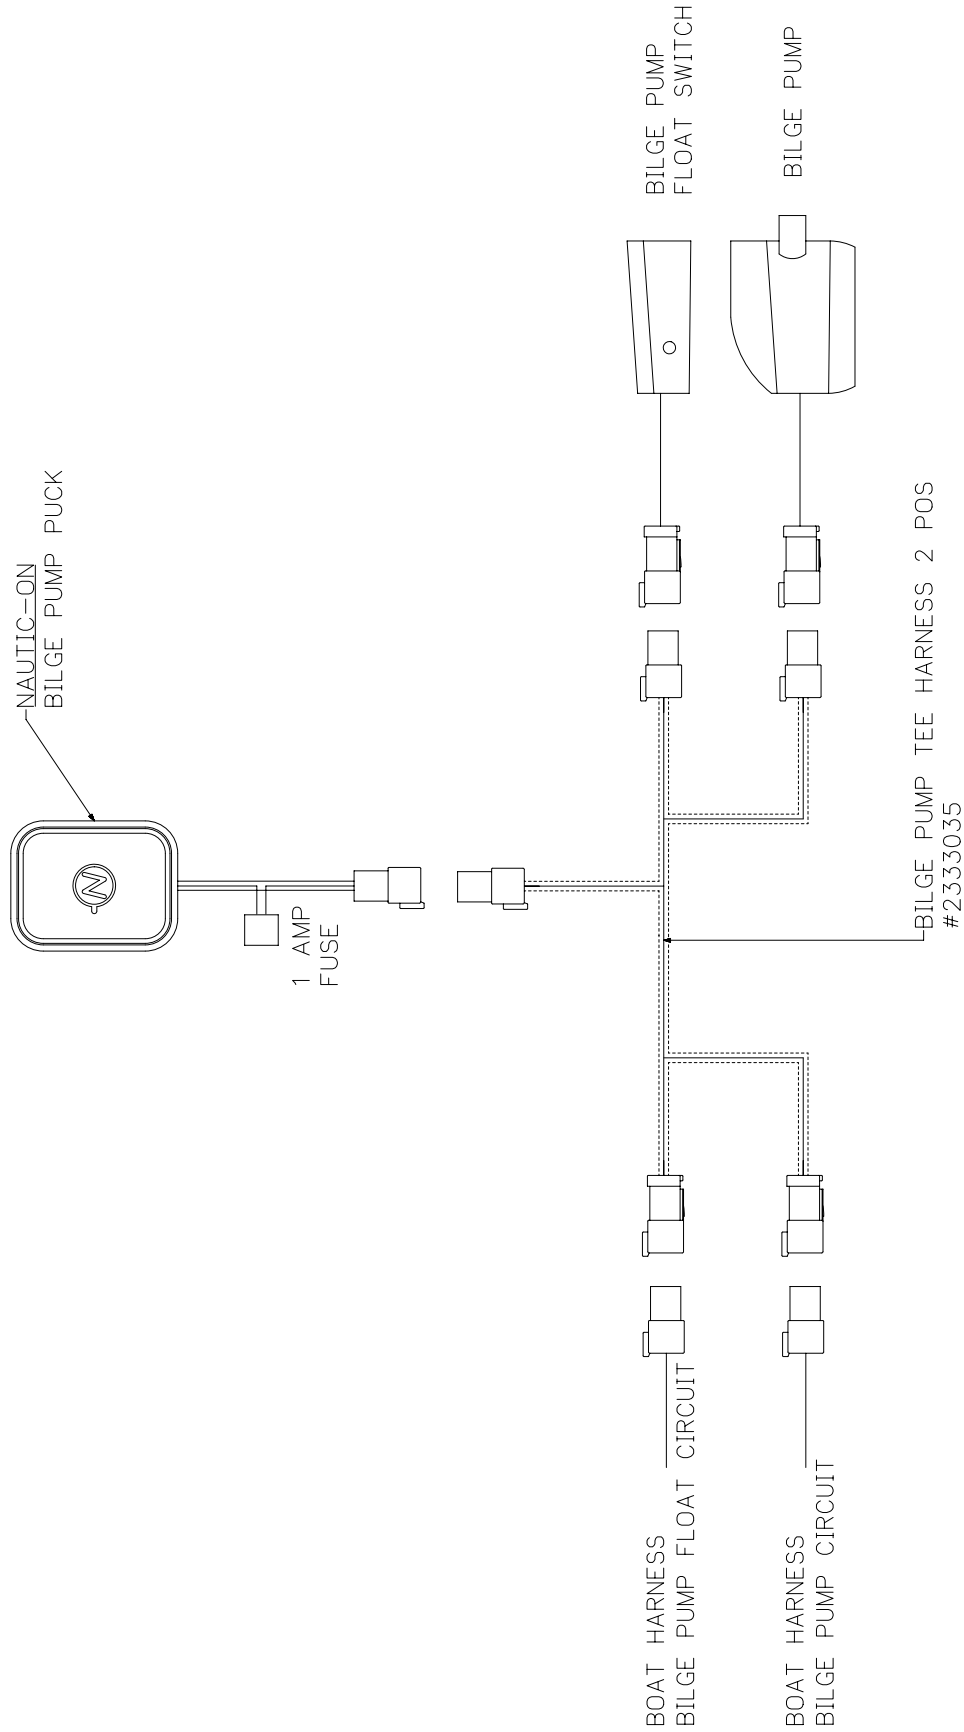 NAUTIC-ON
BILGE PUMP PUCK
N
1 AMP
FUSE
BILGE PUMP
FLOAT SWITCH
BILGE PUMP
BOAT HARNESS
BILGE PUMP FLOAT CIRCUIT
BOAT HARNESS
BILGE PUMP CIRCUIT
BILGE PUMP TEE HARNESS 2 POS
#2333035